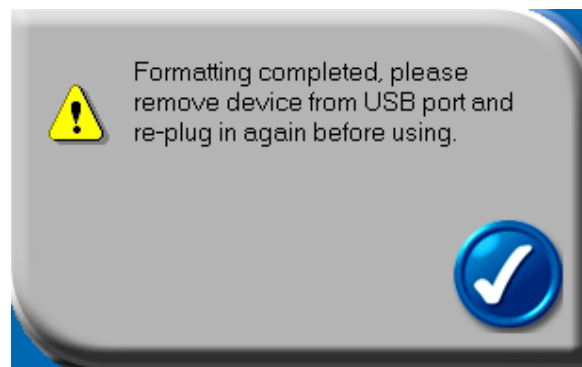 Formatting completed, please
remove device from USB port and
re-plug in again before using.